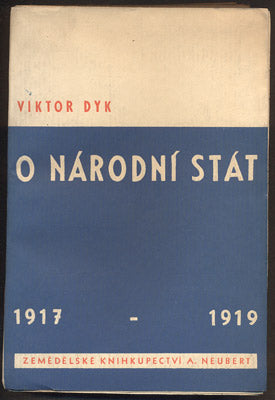 VIKTOR DYK
O NÁRODNÍ STÁT
1917 - 1919
ZEMĚDĚLSKÉ KNIHKUPECTVÍ A. NEUBERT